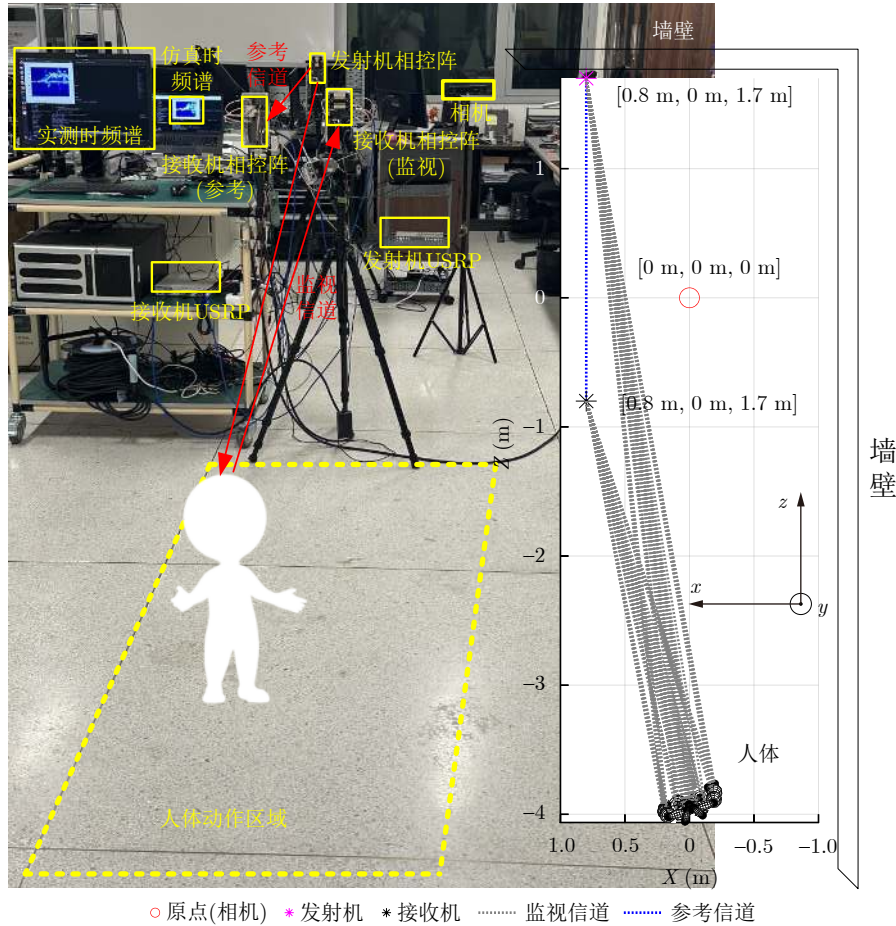 仿真时
频谱
参考
信道
发射机相控阵
墙壁
实测时频谱
相机
[0.8 m, 0 m, 1.7 m]
接收机相控阵
(参考)
接收机相控阵
(监视)
1
[0 m, 0 m, 0 m]
发射机USRP
接收机USRP
监视
信道
0
[0.8 m, 0 m, 1.7 m]
−1
Z (m)
墙
壁
z
−2
x
y
−3
人体
−4
人体动作区域
1.0
0.5
0
−0.5
−1.0
X (m)
原点(相机)
发射机
接收机
监视信道
参考信道